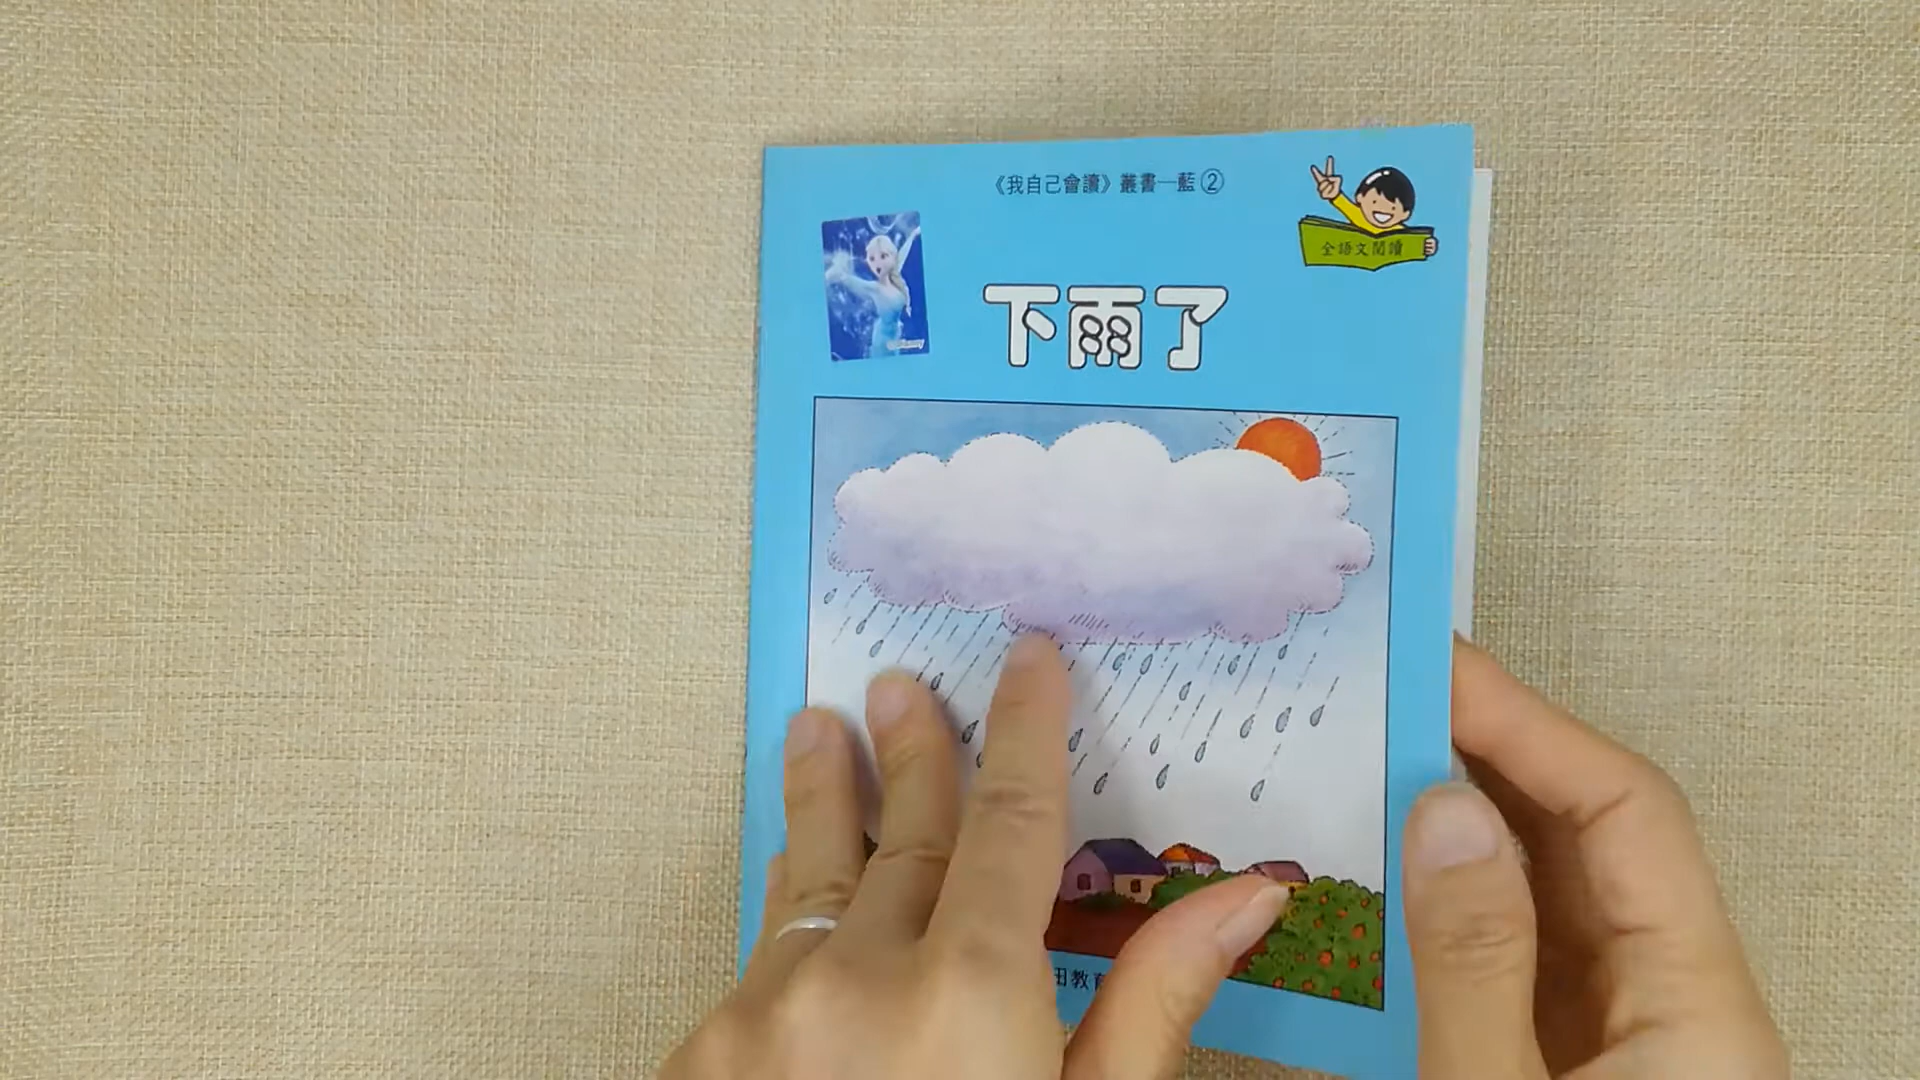 《我自己會讀》叢書─藍②
全語文閱讀
下雨了
田教育